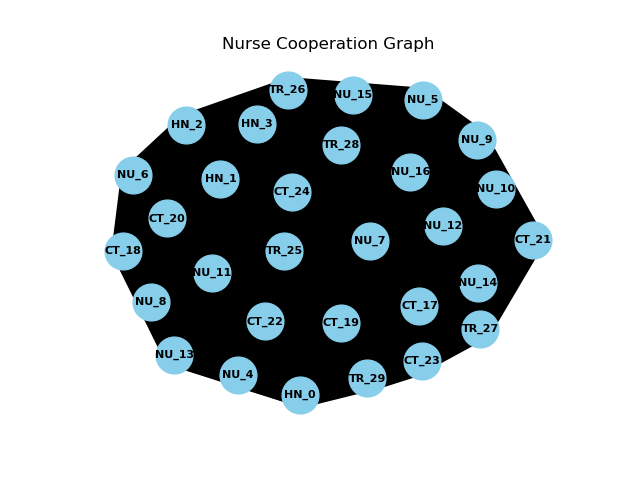 Nurse Cooperation Graph
TR_26
NU_15
NU_5
HN_2
HN_3
NU_9
TR_28
NU_6
HN_1
NU_16
CT_24
NU_10
CT_20
NU_12
CT_18
TR_25
NU_7
CT_21
NU_11
NU_14
NU_8
CT_17
CT_22
CT_19
TR_27
NU_13
CT_23
NU_4
TR_29
HN_0